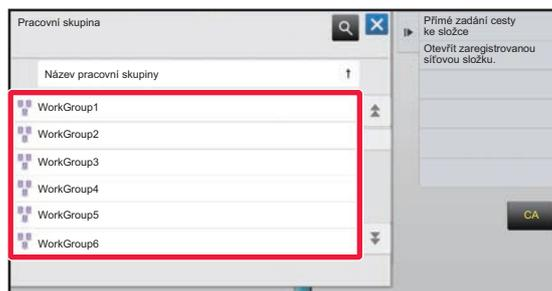 Pracovní skupina
Název pracovní skupiny
WorkGroup1
WorkGroup2
WorkGroup3
WorkGroup4
WorkGroup5
WorkGroup6
Přímé zadání cesty
ke složce
Otevřít zaregistrovanou
síťovou složku.
CA